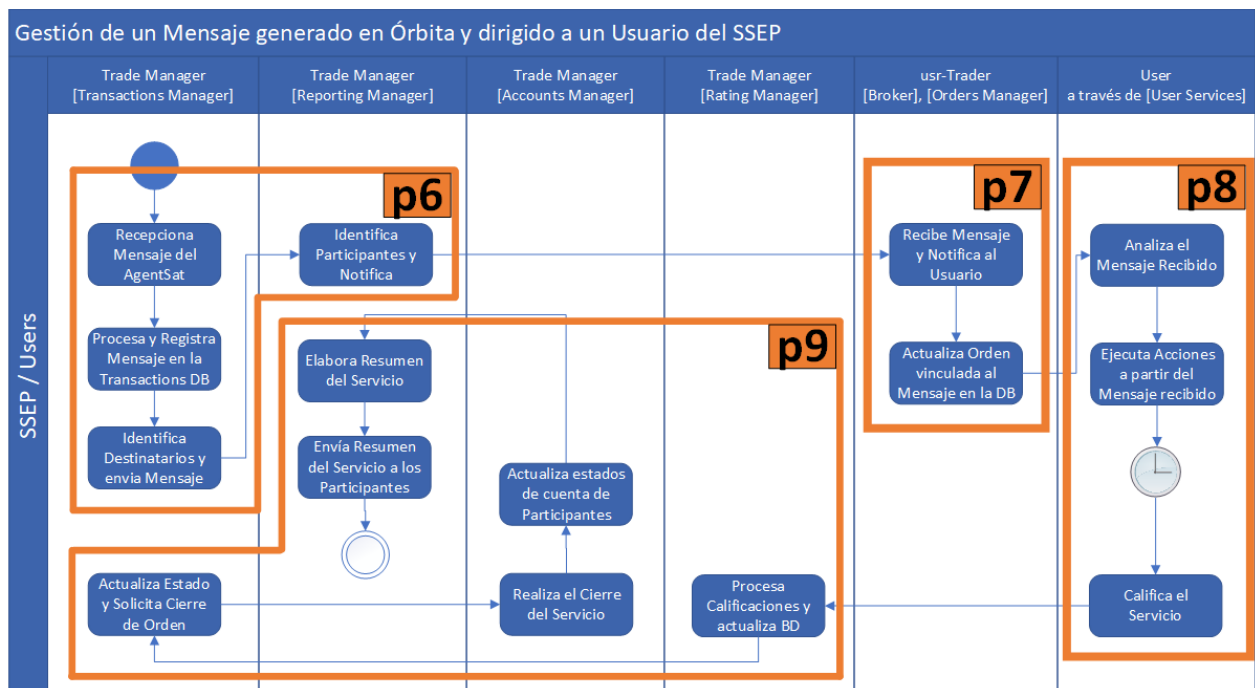 Gestión de un Mensaje generado en Órbita y dirigido a un Usuario del SSEP
SSEP / Users
Trade Manager
[Transactions Manager]
Trade Manager
[Reporting Manager]
Trade Manager
[Accounts Manager]
Trade Manager
[Rating Manager]
usr-Trader
[Broker], [Orders Manager]
User
a través de [User Services]
p6
Recepciona
Mensaje del
AgentSat
Procesa y Registra
Mensaje en la
Transactions DB
Identifica
Destinatarios y
envia Mensaje
Identifica
Participantes y
Notifica
p7
Recibe Mensaje
y Notifica al
Usuario
Actualiza Orden
vinculada al
Mensaje en la DB
p8
Analiza el
Mensaje Recibido
Ejecuta Acciones
a partir del
Mensaje recibido
Califica el
Servicio
p9
Procesa
Calificaciones y
actualiza BD
Actualiza Estado
y Solicita Cierre
de Orden
Realiza el Cierre
del Servicio
Actualiza estados
de cuenta de
Participantes
Elabora Resumen
del Servicio
Envía Resumen
del Servicio a los
Participantes